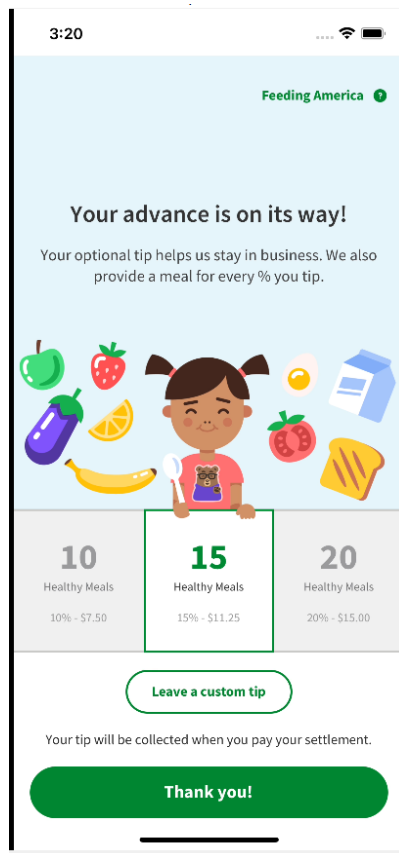 3:20
Feeding America ?
Your advance is on its way!
Your optional tip helps us stay in business. We also
provide a meal for every % you tip.
10 15 20
Healthy Meals Healthy Meals Healthy Meals
10% - $7.50 15% - $11.25 20% - $15.00
Leave a custom tip
Your tip will be collected when you pay your settlement.
Thank you!